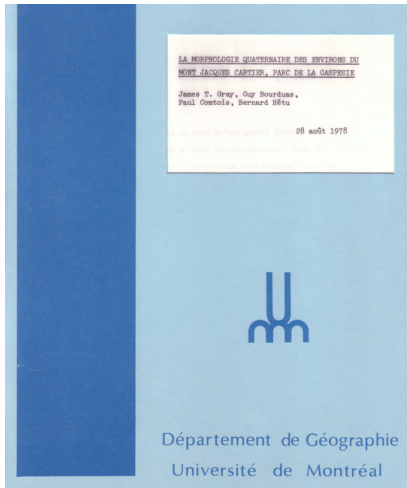 LA MORPHOLOGIE QUATERNAIRE DES ENVIRONS DU
MONT JACQUES CARTIER, PARC DE LA GASPESIE
James T. Gray, Guy Bourduas,
Paul Comtois, Bernard Hétu
28 août 1978
Département de Géographie
Université de Montréal